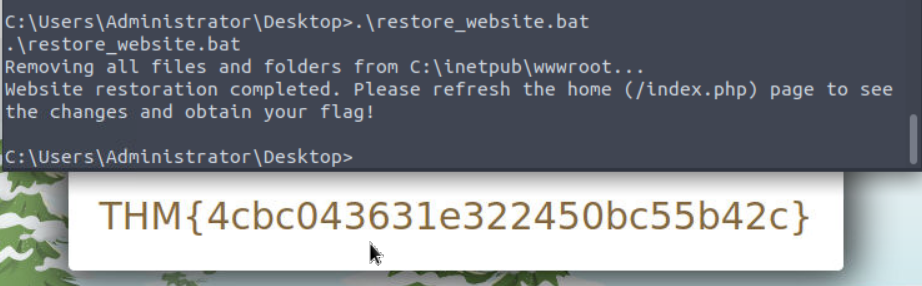 C:\Users\Administrator\Desktop>.\restore_website.bat
.\restore_website.bat
Removing all files and folders from C:\inetpub\wwwroot...
Website restoration completed. Please refresh the home (/index.php) page to see
the changes and obtain your flag!
C:\Users\Administrator\Desktop>
THM{4cbc043631e322450bc55b42c}